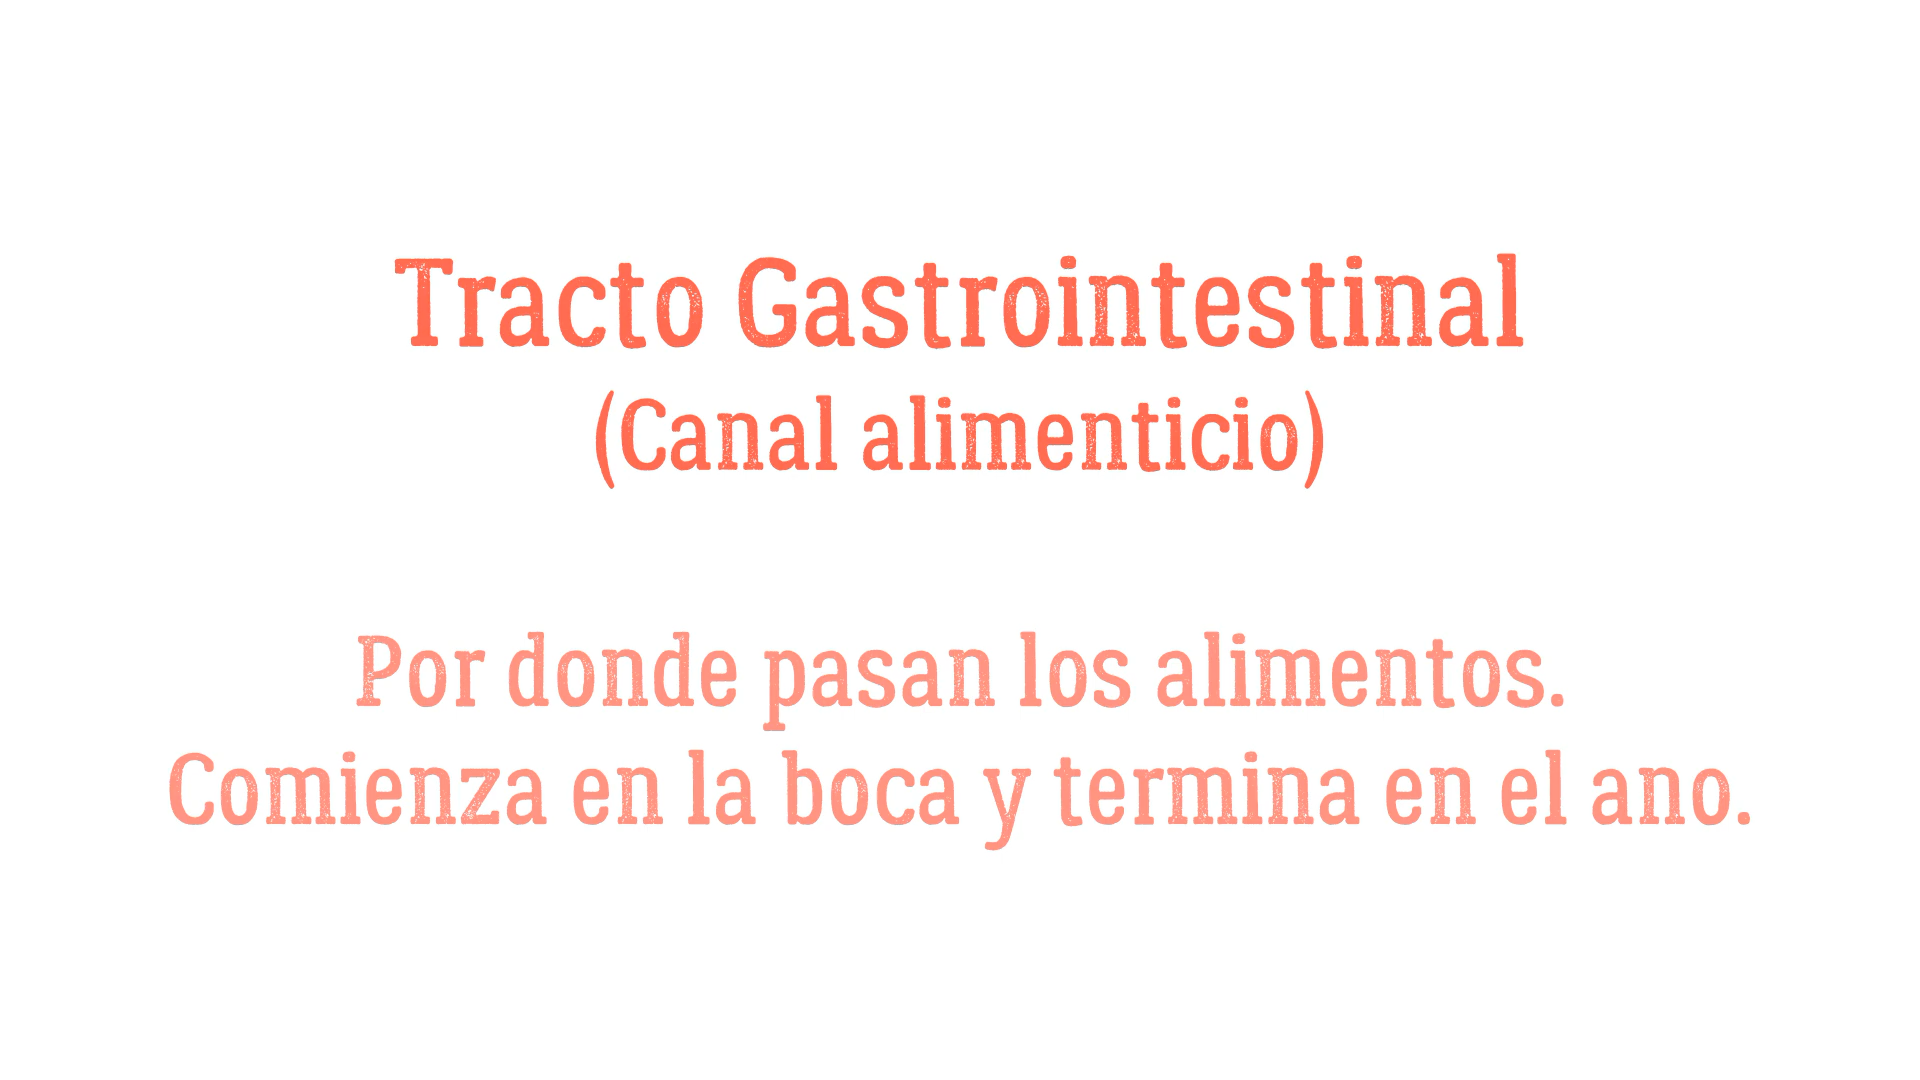 Tracto Gastrointestinal
(Canal alimenticio)
Por donde pasan los alimentos.
Comienza en la boca y termina en el ano.